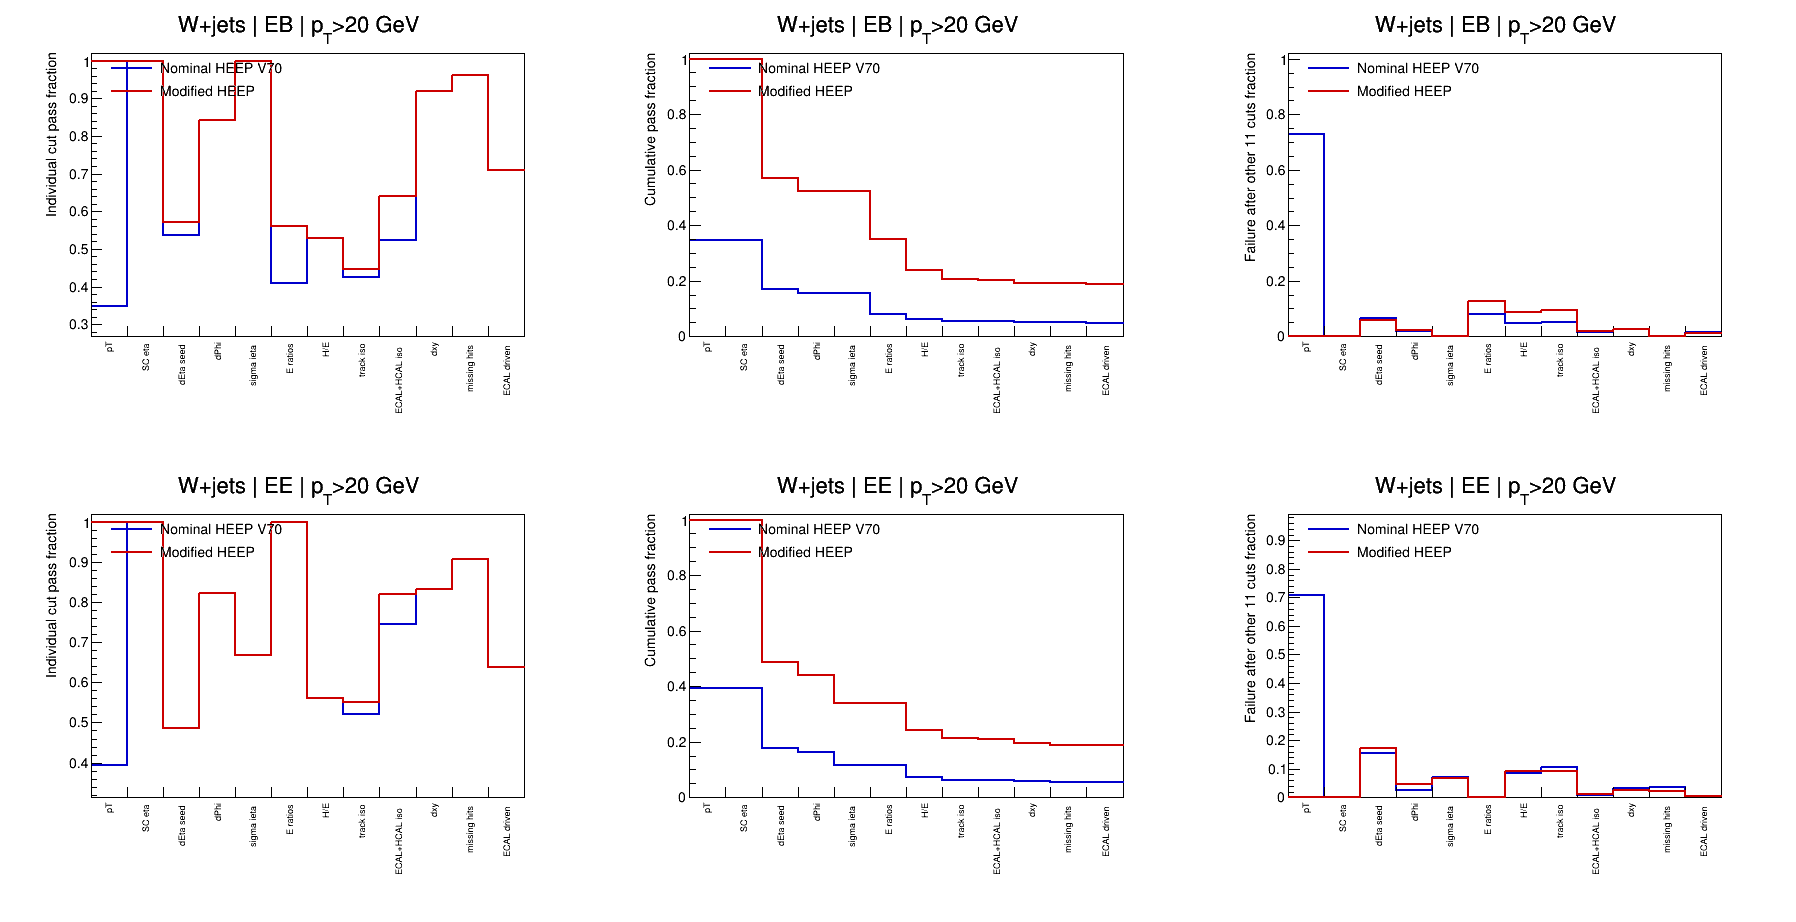 W+jets | EB | pT>20 GeV
Individual cut pass fraction
1
0.9
0.8
0.7
0.6
0.5
0.4
0.3
Nominal HEEP V70
Modified HEEP
pT
SC eta
dEta seed
dPhi
sigma ieta
E ratios
H/E
track iso
ECAL+HCAL iso
dxy
missing hits
ECAL driven
W+jets | EB | pT>20 GeV
Cumulative pass fraction
1
0.8
0.6
0.4
0.2
0
Nominal HEEP V70
Modified HEEP
pT
SC eta
dEta seed
dPhi
sigma ieta
E ratios
H/E
track iso
ECAL+HCAL iso
dxy
missing hits
ECAL driven
W+jets | EB | pT>20 GeV
Failure after other 11 cuts fraction
1
0.8
0.6
0.4
0.2
0
Nominal HEEP V70
Modified HEEP
pT
SC eta
dEta seed
dPhi
sigma ieta
E ratios
H/E
track iso
ECAL+HCAL iso
dxy
missing hits
ECAL driven
W+jets | EE | pT>20 GeV
Individual cut pass fraction
1
0.9
0.8
0.7
0.6
0.5
0.4
Nominal HEEP V70
Modified HEEP
pT
SC eta
dEta seed
dPhi
sigma ieta
E ratios
H/E
track iso
ECAL+HCAL iso
dxy
missing hits
ECAL driven
W+jets | EE | pT>20 GeV
Cumulative pass fraction
1
0.8
0.6
0.4
0.2
0
Nominal HEEP V70
Modified HEEP
pT
SC eta
dEta seed
dPhi
sigma ieta
E ratios
H/E
track iso
ECAL+HCAL iso
dxy
missing hits
ECAL driven
W+jets | EE | pT>20 GeV
Failure after other 11 cuts fraction
0.9
0.8
0.7
0.6
0.5
0.4
0.3
0.2
0.1
0
Nominal HEEP V70
Modified HEEP
pT
SC eta
dEta seed
dPhi
sigma ieta
E ratios
H/E
track iso
ECAL+HCAL iso
dxy
missing hits
ECAL driven